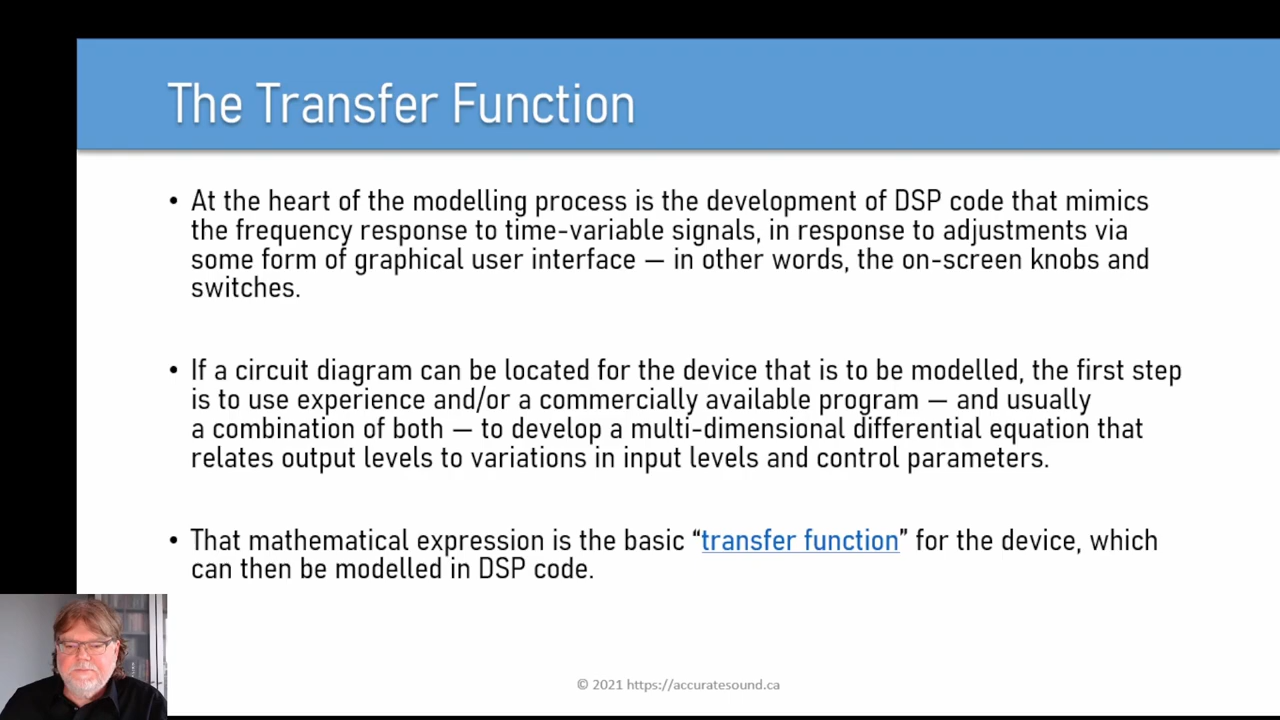 The Transfer Function
• At the heart of the modelling process is the development of DSP code that mimics
the frequency response to time-variable signals, in response to adjustments via
some form of graphical user interface — in other words, the on-screen knobs and
switches.
• If a circuit diagram can be located for the device that is to be modelled, the first step
is to use experience and/or a commercially available program — and usually
a combination of both — to develop a multi-dimensional differential equation that
relates output levels to variations in input levels and control parameters.
• That mathematical expression is the basic “transfer function” for the device, which
can then be modelled in DSP code.
© 2021 https://accuratesound.ca